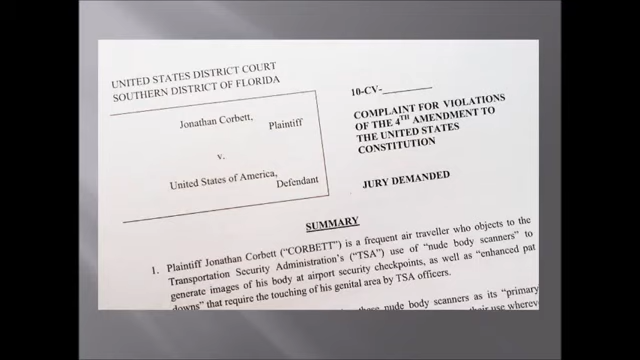 UNITED STATES DISTRICT COURT
SOUTHERN DISTRICT OF FLORIDA
Jonathan Corbett,
Plaintiff
v.
United States of America,
Defendant
10-CV-________
COMPLAINT FOR VIOLATIONS
OF THE 4TH AMENDMENT TO
THE UNITED STATES
CONSTITUTION
JURY DEMANDED
SUMMARY
1. Plaintiff Jonathan Corbett (“CORBETT”) is a frequent air traveller who objects to the
Transportation Security Administration's (“TSA”) use of “nude body scanners” to
generate images of his body at airport security checkpoints, as well as “enhanced pat
downs” that require the touching of his genital area by TSA officers.
nude body scanners as its “primary
their use wherev